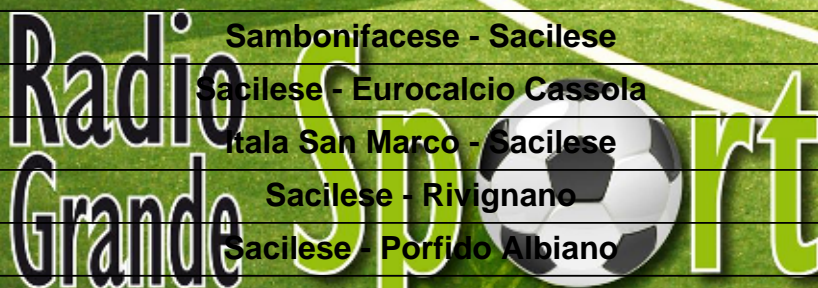 Radio
Grande
Sport
Sambonifacese - Sacilese
Sacilese - Eurocalcio Cassola
Itala San Marco - Sacilese
Sacilese - Rivignano
Sacilese - Porfido Albiano